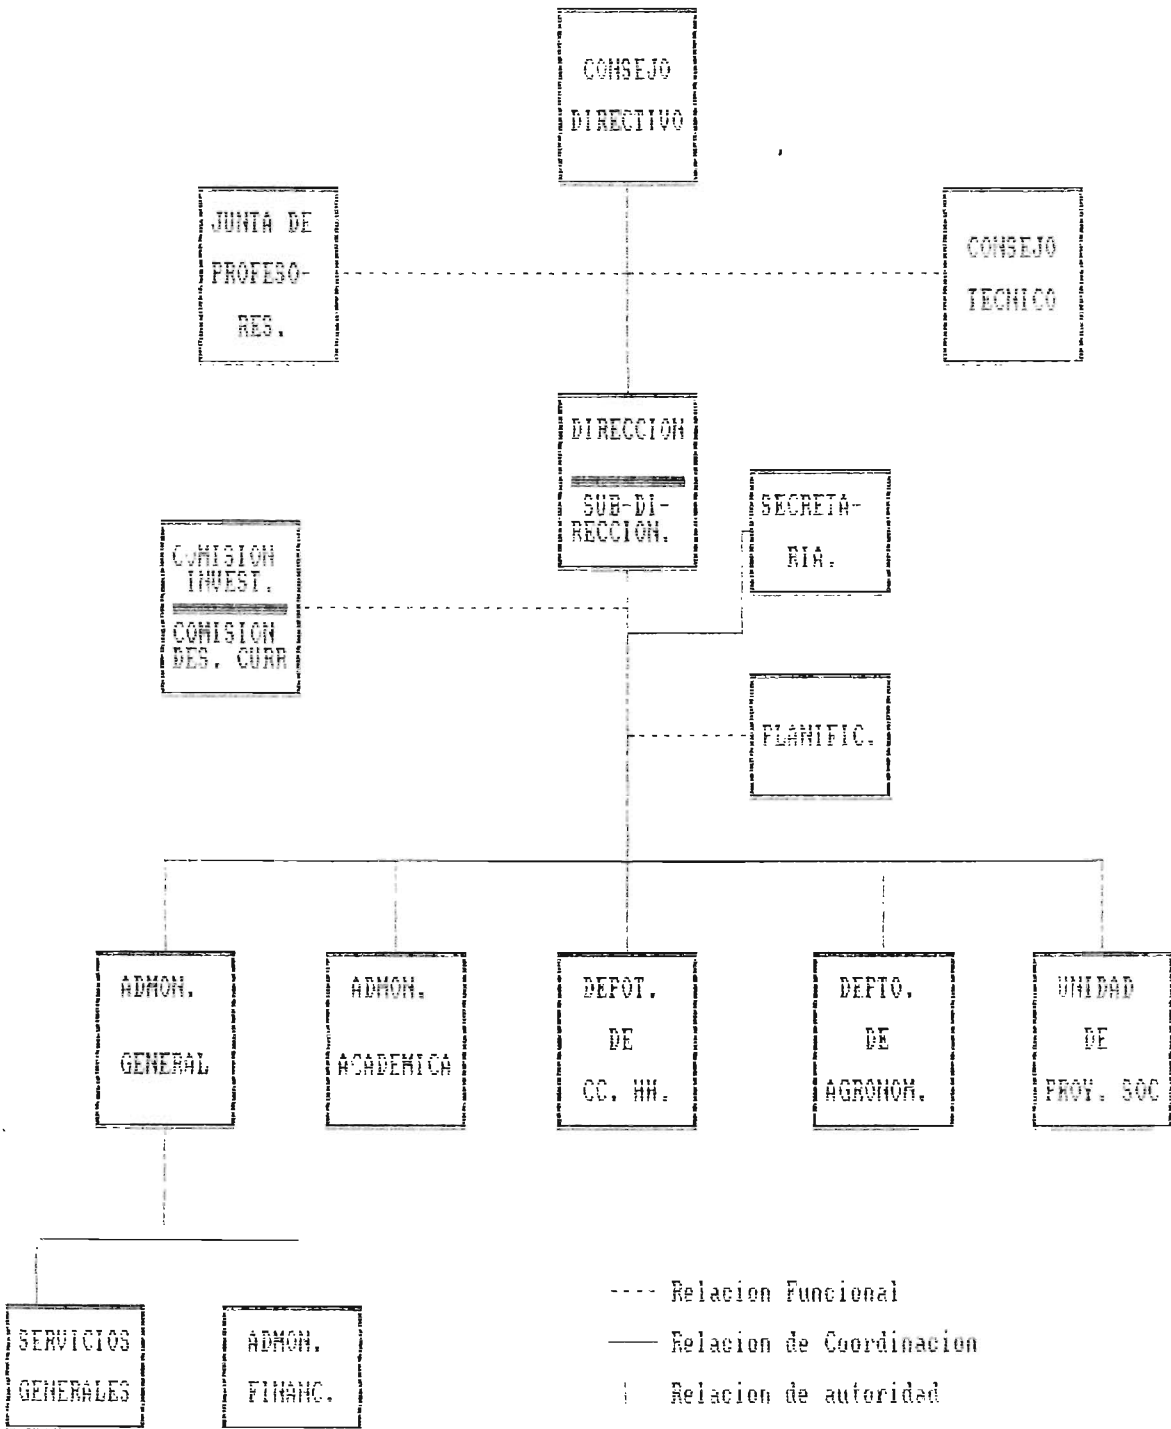 CONSEJO
DIRECTIVO
JUNTA DE
PROFESO-
RES.
CONSEJO
TECNICO
DIRECCION
SUB-DI-
RECCION.
SECRETA-
RIA.
COMISION
INVEST.
COMISION
DES. CURR
PLANIFIC.
ADMON.
GENERAL
ADMON.
ACADEMICA
DEPOT.
DE
CC. HH.
DEPTO.
DE
AGRONOM.
UNIDAD
DE
PROY. SOC
SERVICIOS
GENERALES
ADMON.
FINANC.
---- Relacion Funcional
Relacion de Coordinacion
Relacion de autoridad